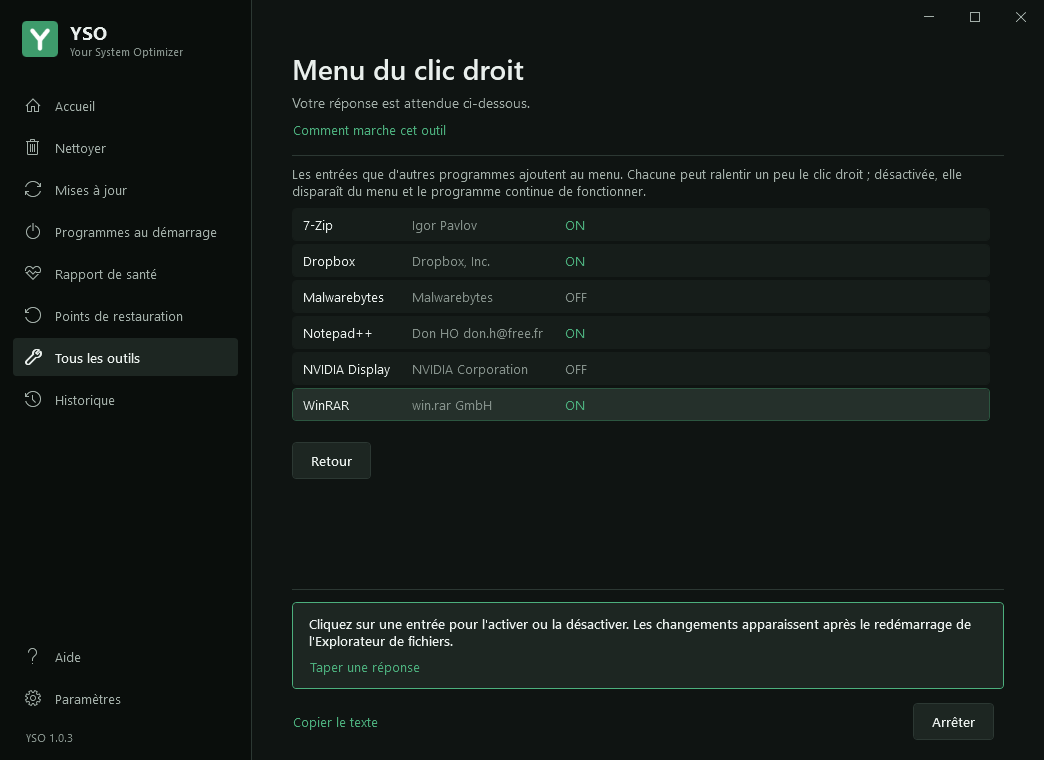 YSO
Your System Optimizer
Accueil
Nettoyer
Mises à jour
Programmes au démarrage
Rapport de santé
Points de restauration
Tous les outils
Historique
Aide
Paramètres
YSO 1.0.3
Menu du clic droit
Votre réponse est attendue ci-dessous.
Comment marche cet outil
Les entrées que d'autres programmes ajoutent au menu. Chacune peut ralentir un peu le clic droit ; désactivée, elle
disparaît du menu et le programme continue de fonctionner.
7-Zip Igor Pavlov ON
Dropbox Dropbox, Inc. ON
Malwarebytes Malwarebytes OFF
Notepad++ Don HO don.h@free.fr ON
NVIDIA Display NVIDIA Corporation OFF
WinRAR win.rar GmbH ON
Retour
Cliquez sur une entrée pour l'activer ou la désactiver. Les changements apparaissent après le redémarrage de
l'Explorateur de fichiers.
Taper une réponse
Copier le texte
Arrêter